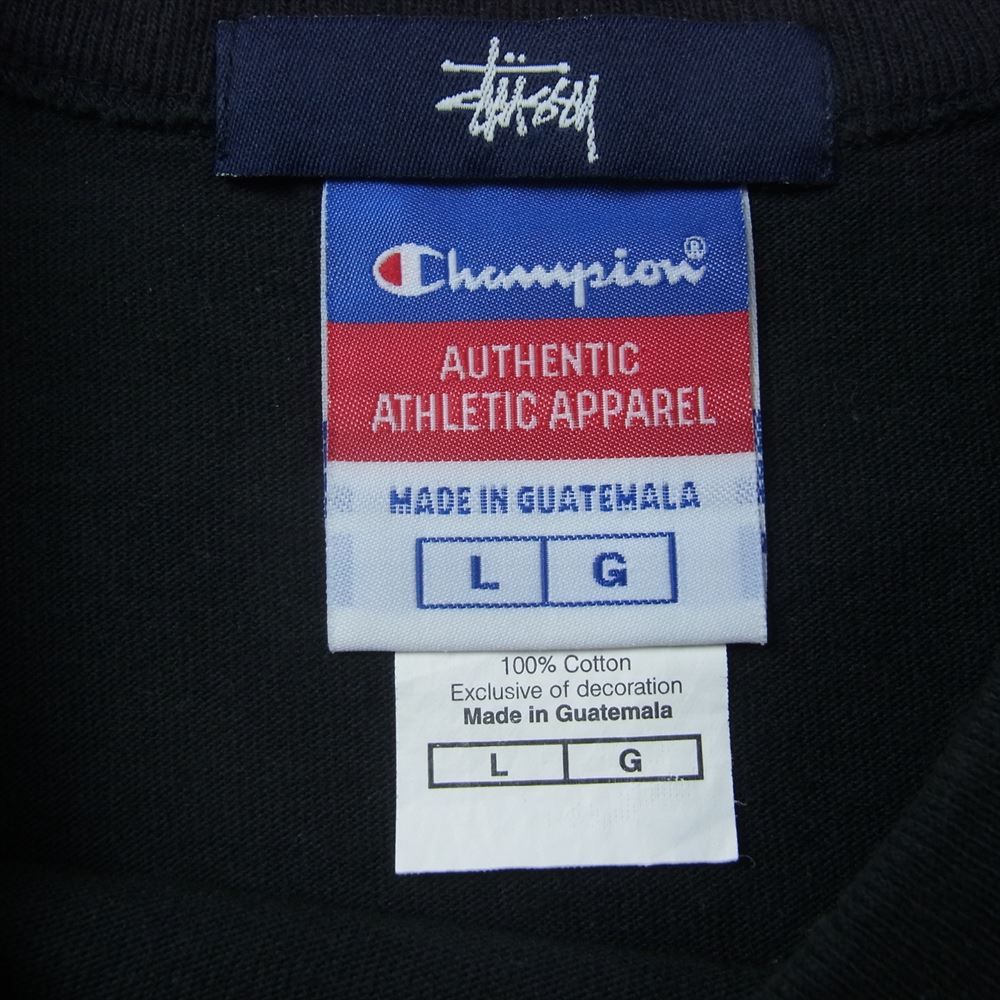 Stüssy
Champion®
AUTHENTIC
ATHLETIC APPAREL
MADE IN GUATEMALA
L G
100% Cotton
Exclusive of decoration
Made in Guatemala
L G